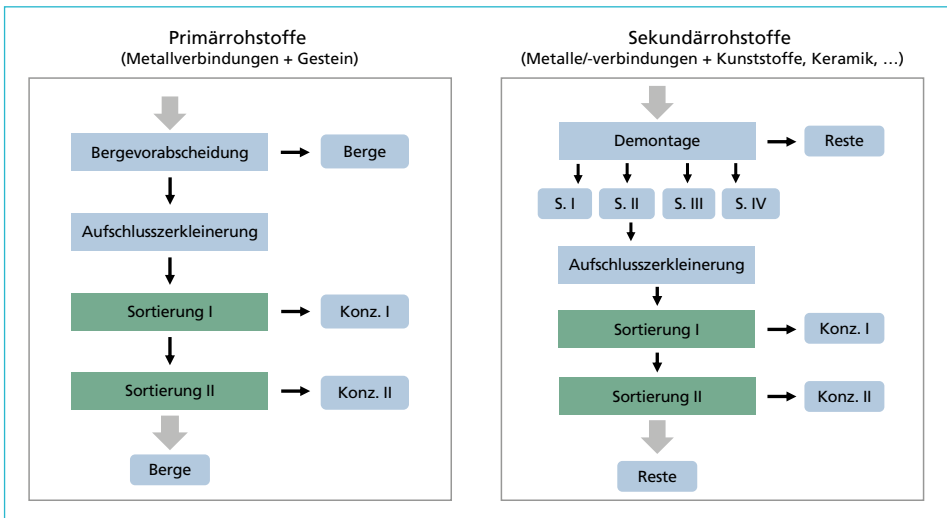 Primärrohstoffe
(Metallverbindungen + Gestein)
Bergevorabscheidung
Berge
Aufschlusszerkleinerung
Sortierung I
Konz. I
Sortierung II
Konz. II
Berge
Sekundärrohstoffe
(Metalle/-verbindungen + Kunststoffe, Keramik, ...)
Demontage
Reste
S. I
S. II
S. III
S. IV
Aufschlusszerkleinerung
Sortierung I
Konz. I
Sortierung II
Konz. II
Reste